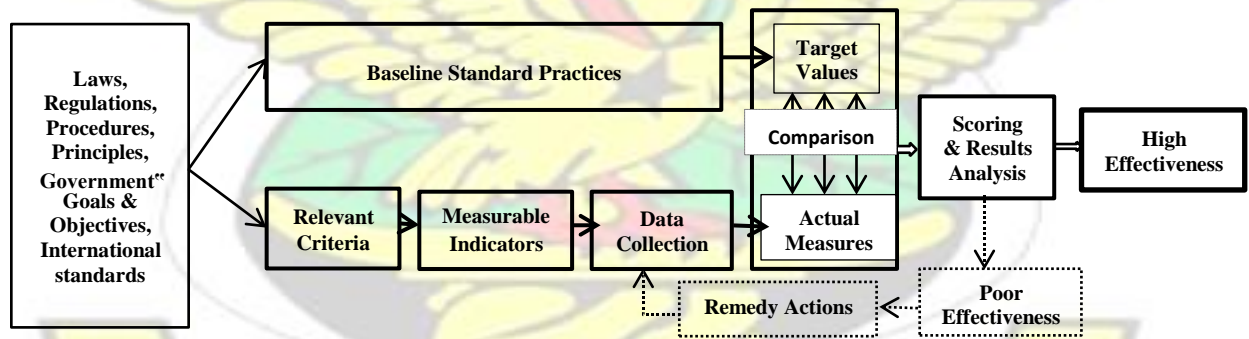 Laws,
Regulations,
Procedures,
Principles,
Government‟
Goals &
Objectives,
International
standards
Baseline Standard Practices
Relevant
Criteria
Measurable
Indicators
Data
Collection
Target
Values
Comparison
Actual
Measures
Scoring
& Results
Analysis
High
Effectiveness
Poor
Effectiveness
Remedy Actions